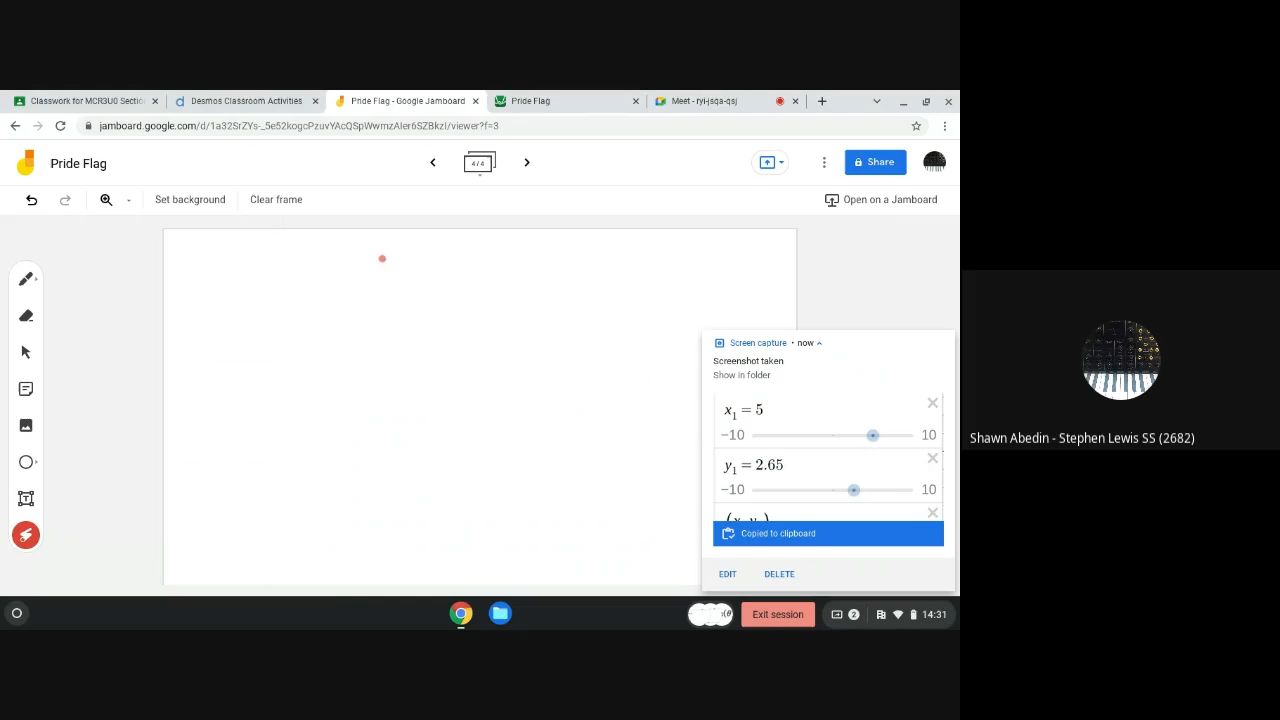 Classwork for MCR3U0 Sectio
Desmos Classroom Activities
Pride Flag - Google Jamboard
Pride Flag
Meet - ryi-jsqa-qsj
jamboard.google.com/d/1a32SrZYs-_5e52kogcPzuvYAcQSpWwmzAIer6SZBkzI/viewer?f=3
Pride Flag
4/4
Share
Set background
Clear frame
Open on a Jamboard
Screen capture • now
Screenshot taken
Show in folder
x₁ = 5
−10 10
y₁ = 2.65
−10 10
Copied to clipboard
EDIT DELETE
Shawn Abedin - Stephen Lewis SS (2682)
Exit session
2
14:31